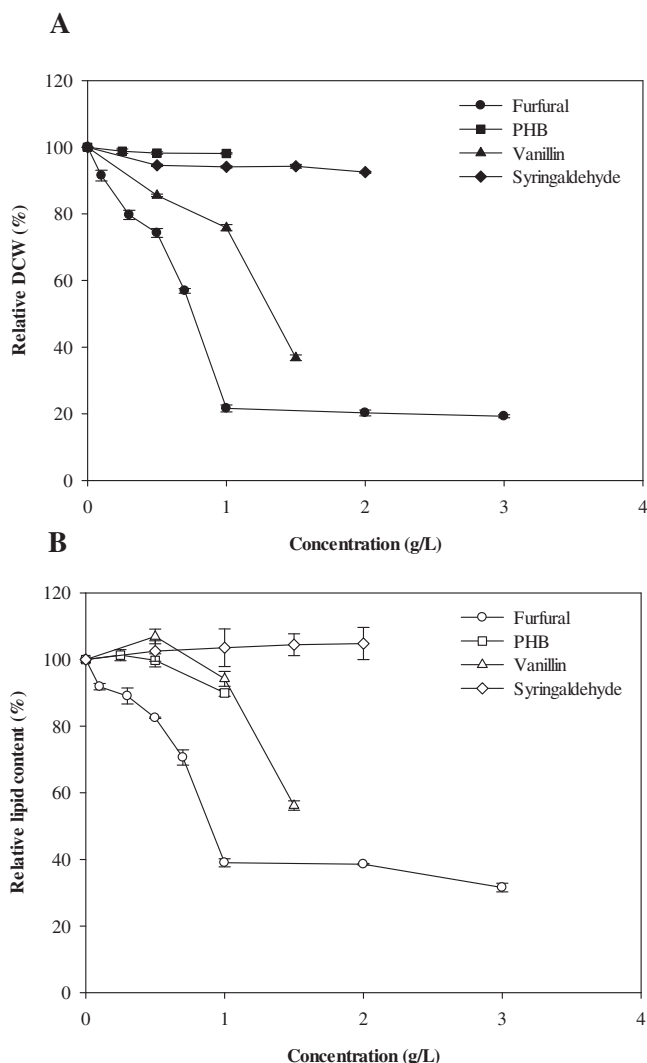 A
120
100
80
60
40
20
0
Relative DCW (%)
Furfural
PHB
Vanillin
Syringaldehyde
0 1 2 3 4
Concentration (g/L)
B
120
100
80
60
40
20
0
Relative lipid content (%)
Furfural
PHB
Vanillin
Syringaldehyde
0 1 2 3 4
Concentration (g/L)